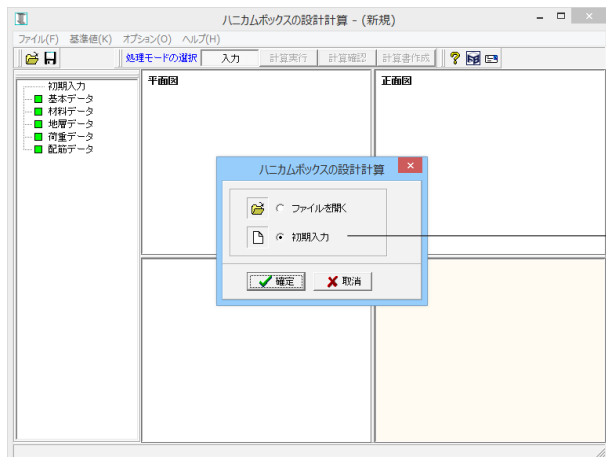 ハニカムボックスの設計計算 - (新規)
ファイル(F) 基準値(K) オプション(O) ヘルプ(H)
処理モードの選択 入力 計算実行 計算確認 計算書作成
初期入力
基本データ
材料データ
地層データ
荷重データ
配筋データ
平面図
正面図
ハニカムボックスの設計計算
ファイルを開く
初期入力
確定 取消